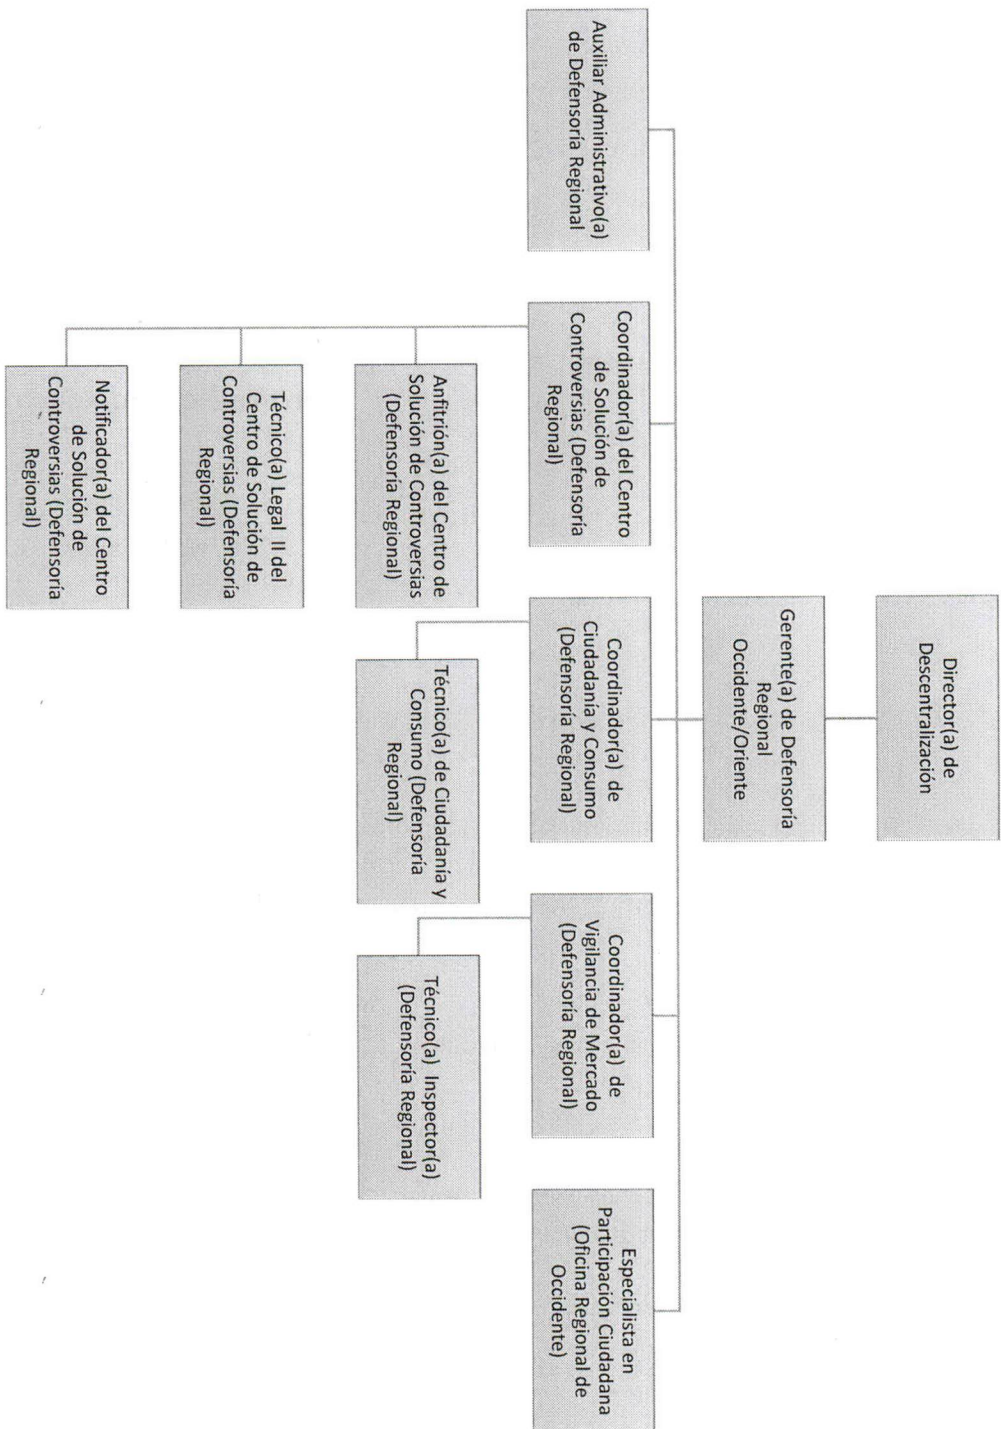 Director(a) de
Descentralización
Gerente(a) de Defensoría
Regional
Occidente/Oriente
Auxiliar Administrativo(a)
de Defensoría Regional
Coordinador(a) del Centro
de Solución de
Controversias (Defensoría
Regional)
Anfitrión(a) del Centro de
Solución de Controversias
(Defensoría Regional)
Técnico(a) Legal II del
Centro de Solución de
Controversias (Defensoría
Regional)
Notificador(a) del Centro
de Solución de
Controversias (Defensoría
Regional)
Coordinador(a) de
Ciudadanía y Consumo
(Defensoría Regional)
Técnico(a) de Ciudadanía y
Consumo (Defensoría
Regional)
Coordinador(a) de
Vigilancia de Mercado
(Defensoría Regional)
Técnico(a) Inspector(a)
(Defensoría Regional)
Especialista en
Participación Ciudadana
(Oficina Regional de
Occidente)